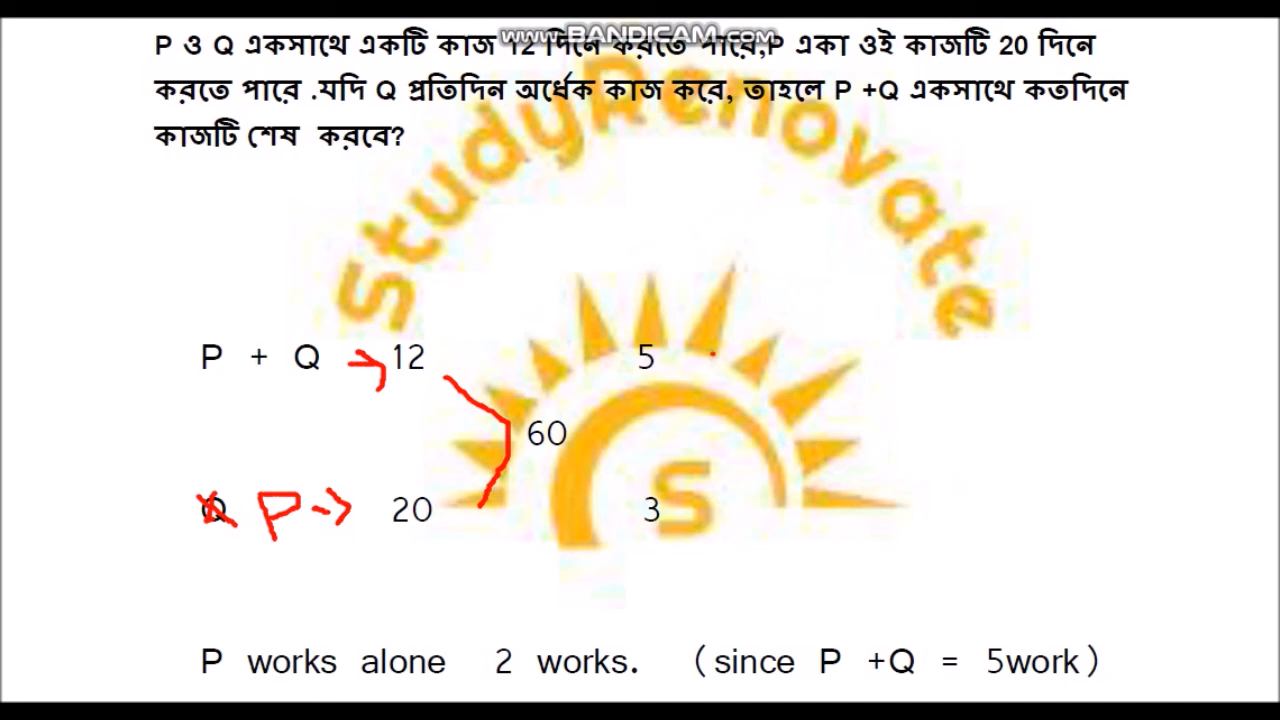 www.BANDICAM.com
P ও Q একসাথে একটি কাজ 12 দিনে করতে পারে,P একা ওই কাজটি 20 দিনে
করতে পারে .যদি Q প্রতিদিন অর্ধেক কাজ করে, তাহলে P +Q একসাথে কতদিনে
কাজটি শেষ করবে?
StudyRenovate
P + Q → 12 5
60
Q P → 20 S 3
P works alone 2 works. (since P +Q = 5work)